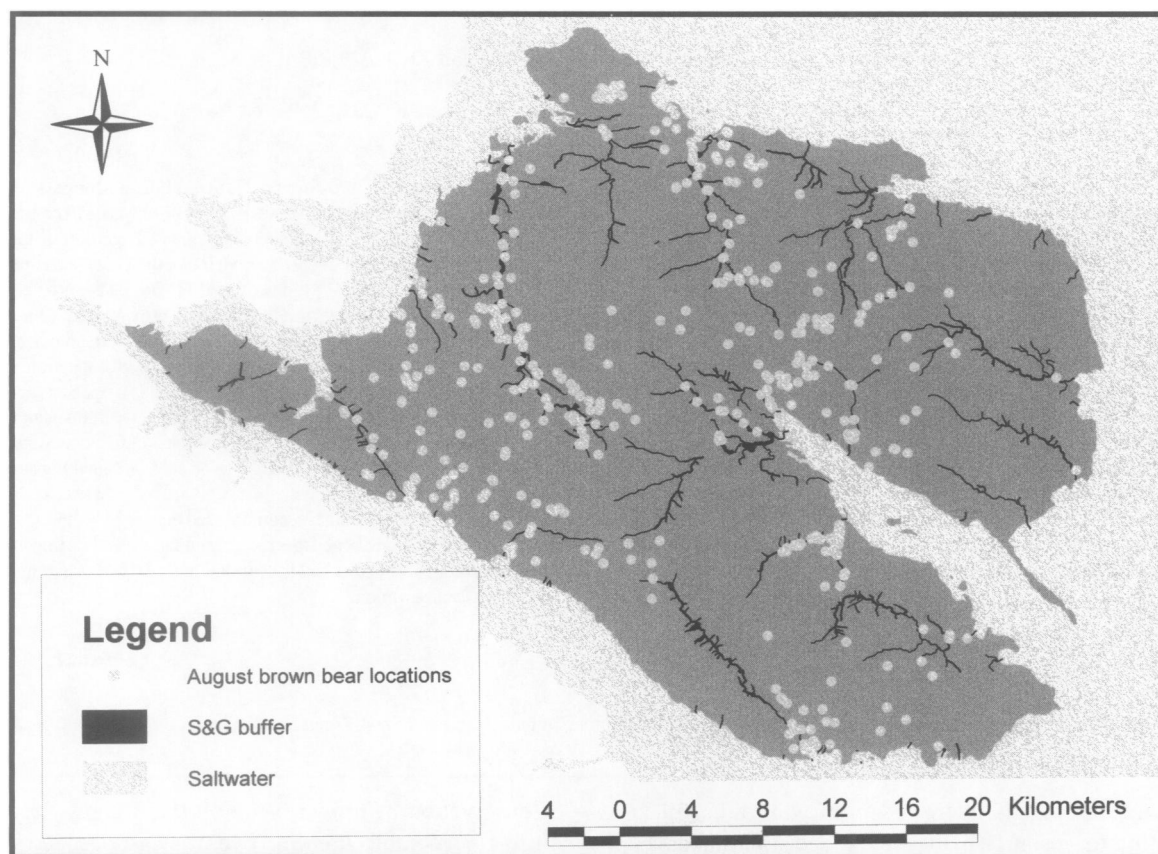 N
Legend
August brown bear locations
S&G buffer
Saltwater
4 0 4 8 12 16 20 Kilometers